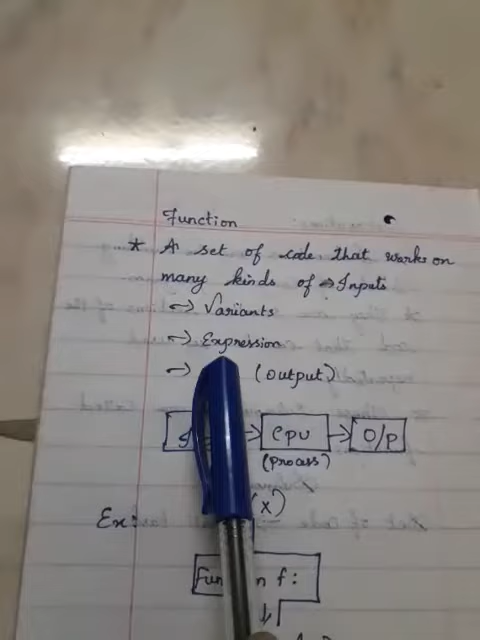 Function
* A set of code that works on
many kinds of → Inputs
→ Variants
→ Expression
→ (output)
CPU → O/P
(process)
(x)
Ex:
f: